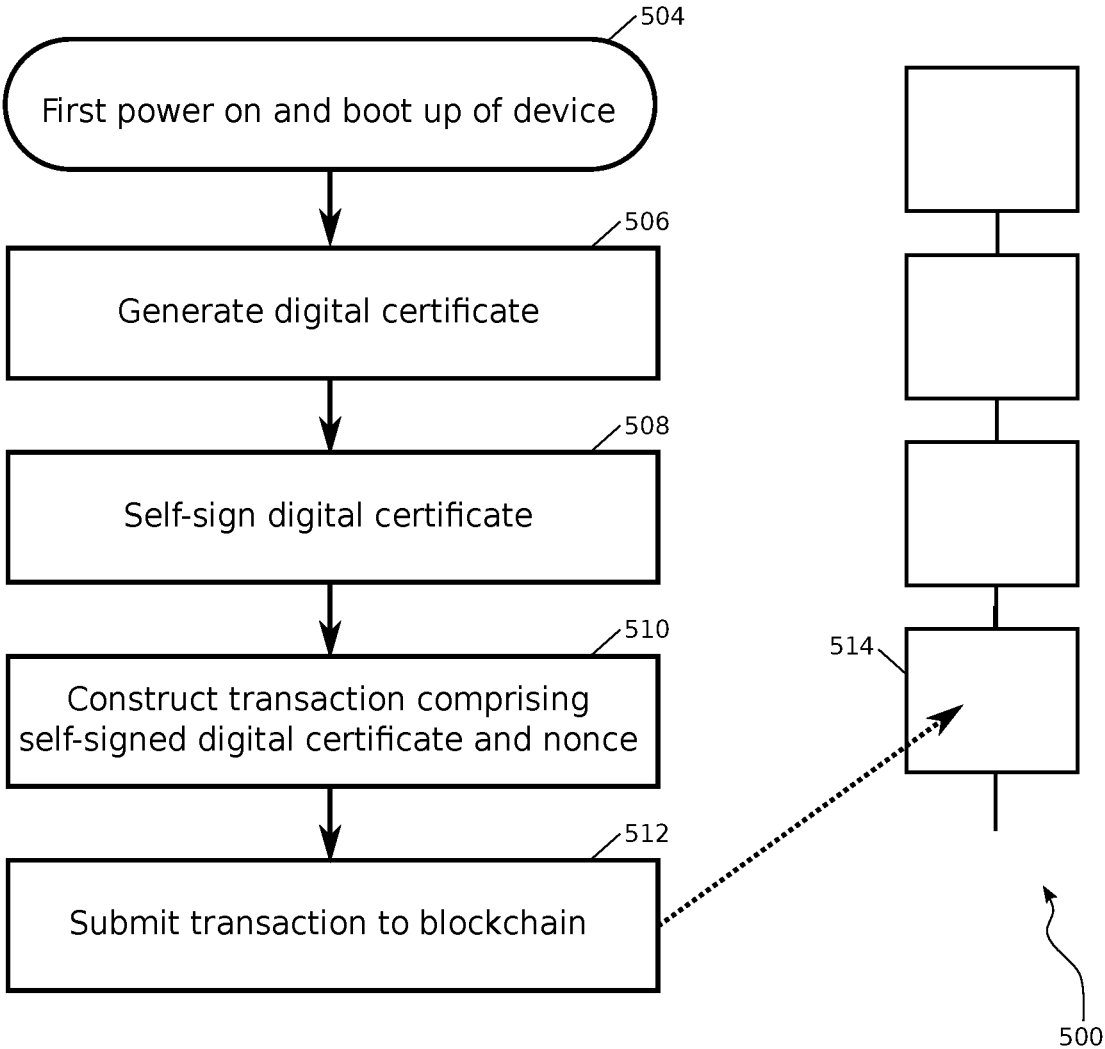 504
First power on and boot up of device
506
Generate digital certificate
508
Self-sign digital certificate
510
Construct transaction comprising
self-signed digital certificate and nonce
512
Submit transaction to blockchain
514
500